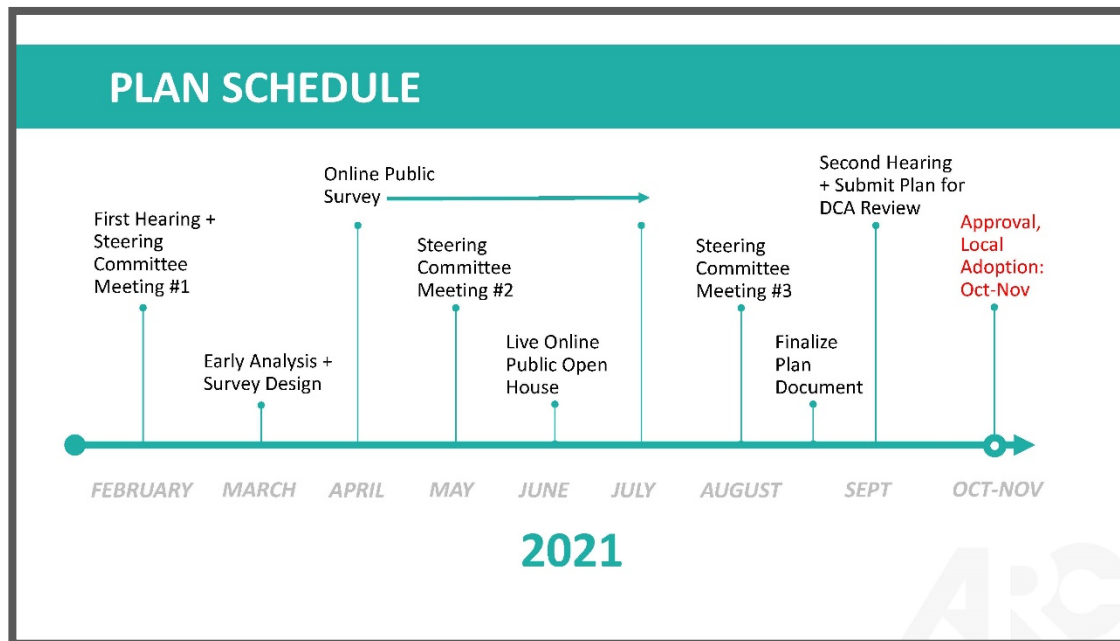 PLAN SCHEDULE
First Hearing +
Steering
Committee
Meeting #1
Early Analysis +
Survey Design
Online Public
Survey
Steering
Committee
Meeting #2
Live Online
Public Open
House
Steering
Committee
Meeting #3
Finalize
Plan
Document
Second Hearing
+ Submit Plan for
DCA Review
Approval,
Local
Adoption:
Oct-Nov
FEBRUARY MARCH APRIL MAY JUNE JULY AUGUST SEPT OCT-NOV
2021
ARC